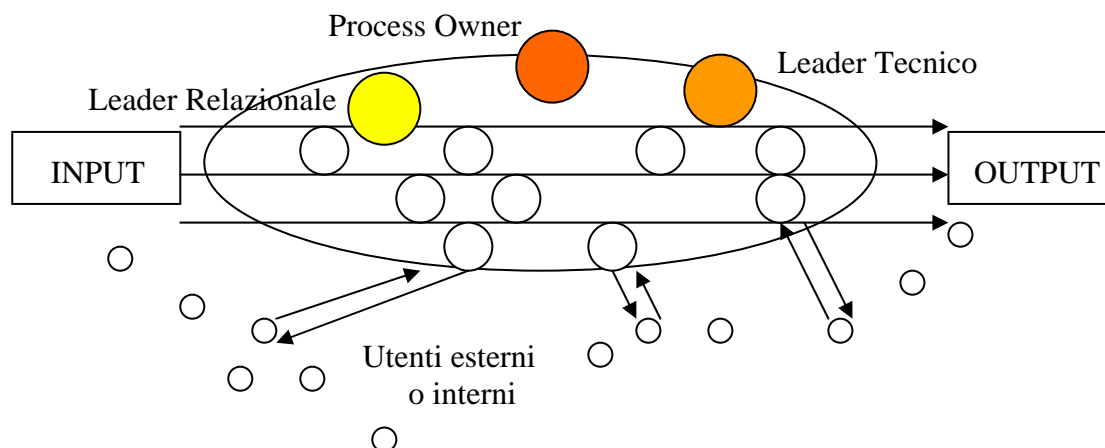 Process Owner
Leader Tecnico
Leader Relazionale
INPUT
OUTPUT
Utenti esterni
o interni